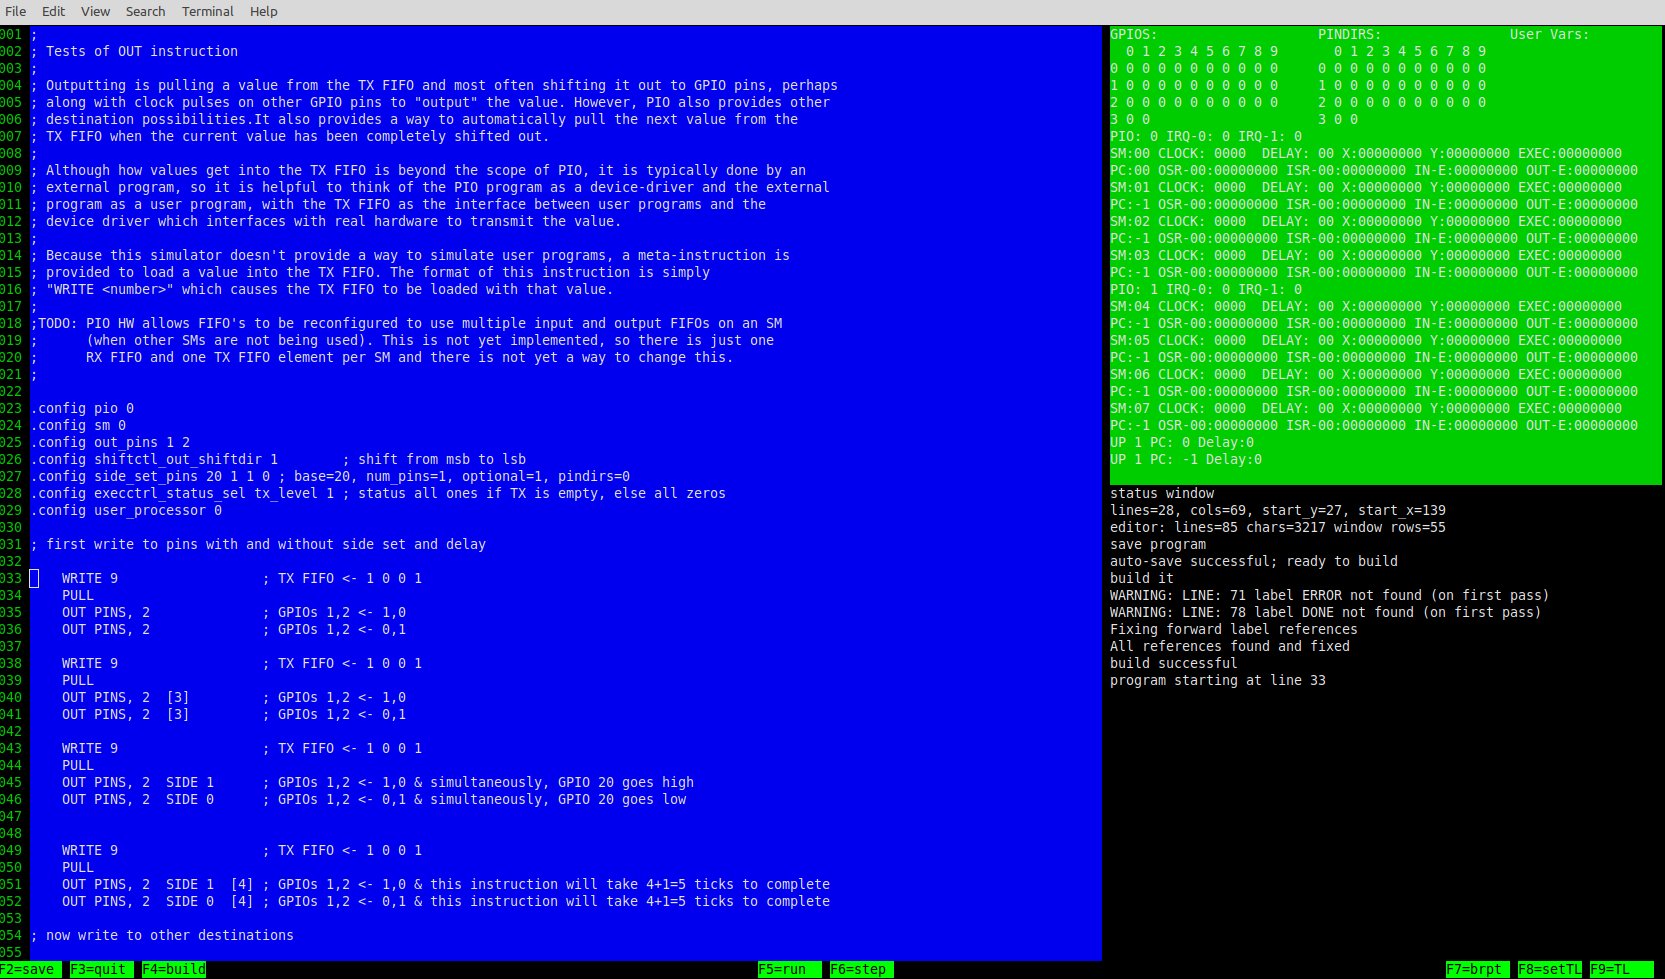 File Edit View Search Terminal Help
001 ;
002 ; Tests of OUT instruction
003 ;
004 ; Outputting is pulling a value from the TX FIFO and most often shifting it out to GPIO pins, perhaps
005 ; along with clock pulses on other GPIO pins to "output" the value. However, PIO also provides other
006 ; destination possibilities.It also provides a way to automatically pull the next value from the
007 ; TX FIFO when the current value has been completely shifted out.
008 ;
009 ; Although how values get into the TX FIFO is beyond the scope of PIO, it is typically done by an
010 ; external program, so it is helpful to think of the PIO program as a device-driver and the external
011 ; program as a user program, with the TX FIFO as the interface between user programs and the
012 ; device driver which interfaces with real hardware to transmit the value.
013 ;
014 ; Because this simulator doesn't provide a way to simulate user programs, a meta-instruction is
015 ; provided to load a value into the TX FIFO. The format of this instruction is simply
016 ; "WRITE <number>" which causes the TX FIFO to be loaded with that value.
017 ;
018 ;TODO: PIO HW allows FIFO's to be reconfigured to use multiple input and output FIFOs on an SM
019 ;      (when other SMs are not being used). This is not yet implemented, so there is just one
020 ;      RX FIFO and one TX FIFO element per SM and there is not yet a way to change this.
021 ;
022
023 .config pio 0
024 .config sm 0
025 .config out_pins 1 2
026 .config shiftctl_out_shiftdir 1        ; shift from msb to lsb
027 .config side_set_pins 20 1 1 0 ; base=20, num_pins=1, optional=1, pindirs=0
028 .config execctrl_status_sel tx_level 1 ; status all ones if TX is empty, else all zeros
029 .config user_processor 0
030
031 ; first write to pins with and without side set and delay
032
033     WRITE 9                  ; TX FIFO <- 1 0 0 1
034     PULL
035     OUT PINS, 2              ; GPIOs 1,2 <- 1,0
036     OUT PINS, 2              ; GPIOs 1,2 <- 0,1
037
038     WRITE 9                  ; TX FIFO <- 1 0 0 1
039     PULL
040     OUT PINS, 2  [3]         ; GPIOs 1,2 <- 1,0
041     OUT PINS, 2  [3]         ; GPIOs 1,2 <- 0,1
042
043     WRITE 9                  ; TX FIFO <- 1 0 0 1
044     PULL
045     OUT PINS, 2  SIDE 1      ; GPIOs 1,2 <- 1,0 & simultaneously, GPIO 20 goes high
046     OUT PINS, 2  SIDE 0      ; GPIOs 1,2 <- 0,1 & simultaneously, GPIO 20 goes low
047
048
049     WRITE 9                  ; TX FIFO <- 1 0 0 1
050     PULL
051     OUT PINS, 2  SIDE 1  [4] ; GPIOs 1,2 <- 1,0 & this instruction will take 4+1=5 ticks to complete
052     OUT PINS, 2  SIDE 0  [4] ; GPIOs 1,2 <- 0,1 & this instruction will take 4+1=5 ticks to complete
053
054 ; now write to other destinations
055
GPIOS:                    PINDIRS:                User Vars:
  0 1 2 3 4 5 6 7 8 9       0 1 2 3 4 5 6 7 8 9
0 0 0 0 0 0 0 0 0 0 0     0 0 0 0 0 0 0 0 0 0 0
1 0 0 0 0 0 0 0 0 0 0     1 0 0 0 0 0 0 0 0 0 0
2 0 0 0 0 0 0 0 0 0 0     2 0 0 0 0 0 0 0 0 0 0
3 0 0                     3 0 0
PIO: 0 IRQ-0: 0 IRQ-1: 0
SM:00 CLOCK: 0000  DELAY: 00 X:00000000 Y:00000000 EXEC:00000000
PC:00 OSR-00:00000000 ISR-00:00000000 IN-E:00000000 OUT-E:00000000
SM:01 CLOCK: 0000  DELAY: 00 X:00000000 Y:00000000 EXEC:00000000
PC:-1 OSR-00:00000000 ISR-00:00000000 IN-E:00000000 OUT-E:00000000
SM:02 CLOCK: 0000  DELAY: 00 X:00000000 Y:00000000 EXEC:00000000
PC:-1 OSR-00:00000000 ISR-00:00000000 IN-E:00000000 OUT-E:00000000
SM:03 CLOCK: 0000  DELAY: 00 X:00000000 Y:00000000 EXEC:00000000
PC:-1 OSR-00:00000000 ISR-00:00000000 IN-E:00000000 OUT-E:00000000
PIO: 1 IRQ-0: 0 IRQ-1: 0
SM:04 CLOCK: 0000  DELAY: 00 X:00000000 Y:00000000 EXEC:00000000
PC:-1 OSR-00:00000000 ISR-00:00000000 IN-E:00000000 OUT-E:00000000
SM:05 CLOCK: 0000  DELAY: 00 X:00000000 Y:00000000 EXEC:00000000
PC:-1 OSR-00:00000000 ISR-00:00000000 IN-E:00000000 OUT-E:00000000
SM:06 CLOCK: 0000  DELAY: 00 X:00000000 Y:00000000 EXEC:00000000
PC:-1 OSR-00:00000000 ISR-00:00000000 IN-E:00000000 OUT-E:00000000
SM:07 CLOCK: 0000  DELAY: 00 X:00000000 Y:00000000 EXEC:00000000
PC:-1 OSR-00:00000000 ISR-00:00000000 IN-E:00000000 OUT-E:00000000
UP 1 PC: 0 Delay:0
UP 1 PC: -1 Delay:0
status window
lines=28, cols=69, start_y=27, start_x=139
editor: lines=85 chars=3217 window rows=55
save program
auto-save successful; ready to build
build it
WARNING: LINE: 71 label ERROR not found (on first pass)
WARNING: LINE: 78 label DONE not found (on first pass)
Fixing forward label references
All references found and fixed
build successful
program starting at line 33
F2=save F3=quit F4=build F5=run F6=step F7=brpt F8=setTL F9=TL